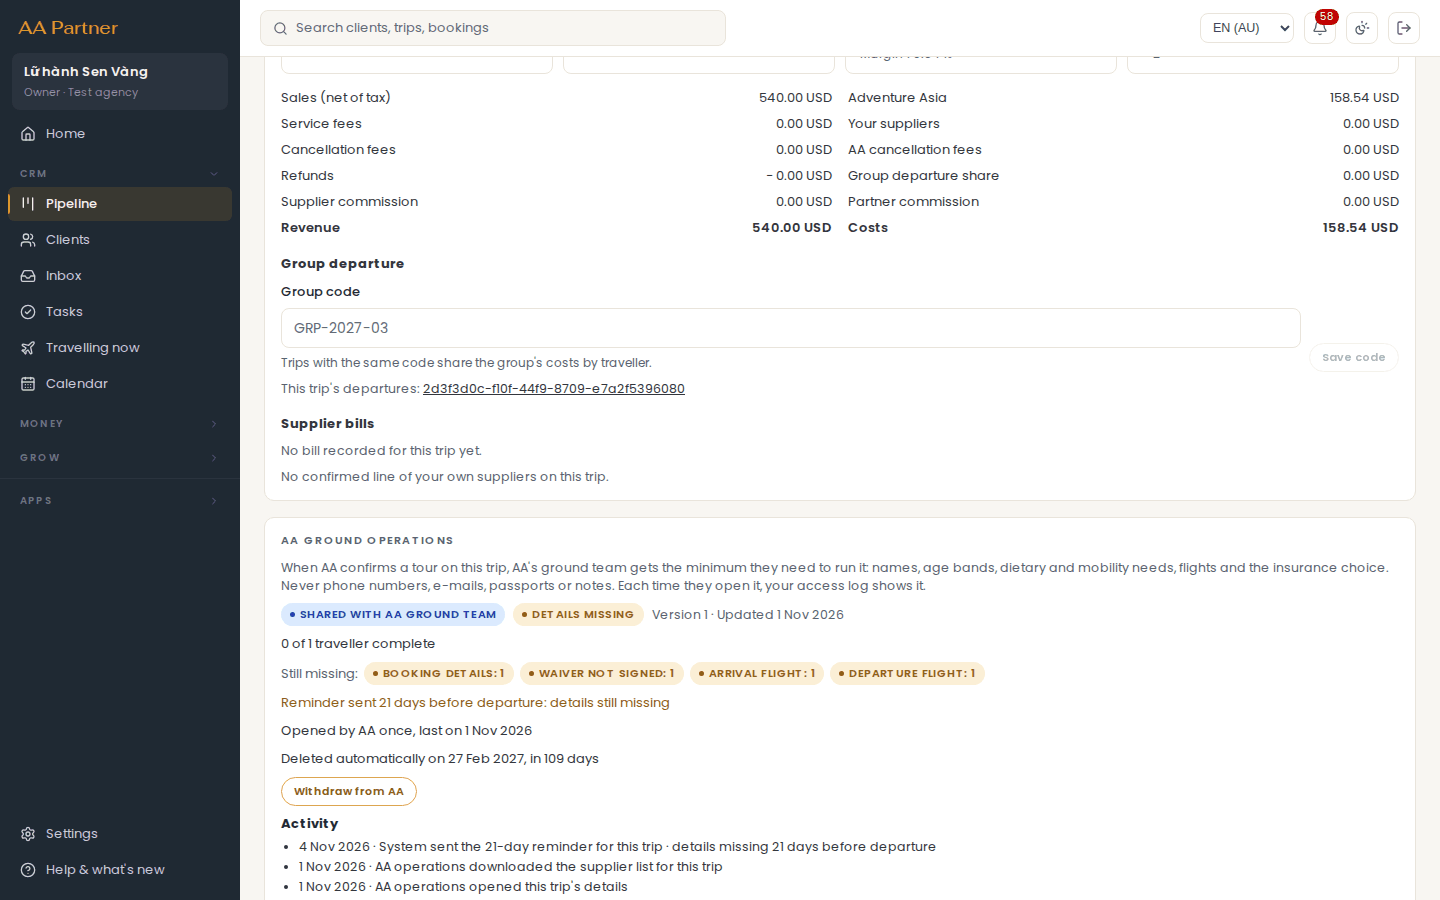 AA Partner
Lữ hành Sen Vàng
Owner · Test agency
Home
CRM
Pipeline
Clients
Inbox
Tasks
Travelling now
Calendar
MONEY
GROW
APPS
Settings
Help & what's new
Search clients, trips, bookings
EN (AU)
58
Sales (net of tax) 540.00 USD Adventure Asia 158.54 USD
Service fees 0.00 USD Your suppliers 0.00 USD
Cancellation fees 0.00 USD AA cancellation fees 0.00 USD
Refunds - 0.00 USD Group departure share 0.00 USD
Supplier commission 0.00 USD Partner commission 0.00 USD
Revenue 540.00 USD Costs 158.54 USD
Group departure
Group code
GRP-2027-03
Save code
Trips with the same code share the group's costs by traveller.
This trip's departures: 2d3f3d0c-f10f-44f9-8709-e7a2f5396080
Supplier bills
No bill recorded for this trip yet.
No confirmed line of your own suppliers on this trip.
AA GROUND OPERATIONS
When AA confirms a tour on this trip, AA's ground team gets the minimum they need to run it: names, age bands, dietary and mobility needs, flights and the insurance choice.
Never phone numbers, e-mails, passports or notes. Each time they open it, your access log shows it.
SHARED WITH AA GROUND TEAM DETAILS MISSING Version 1 · Updated 1 Nov 2026
0 of 1 traveller complete
Still missing: BOOKING DETAILS: 1 WAIVER NOT SIGNED: 1 ARRIVAL FLIGHT: 1 DEPARTURE FLIGHT: 1
Reminder sent 21 days before departure: details still missing
Opened by AA once, last on 1 Nov 2026
Deleted automatically on 27 Feb 2027, in 109 days
Withdraw from AA
Activity
• 4 Nov 2026 · System sent the 21-day reminder for this trip · details missing 21 days before departure
• 1 Nov 2026 · AA operations downloaded the supplier list for this trip
• 1 Nov 2026 · AA operations opened this trip's details